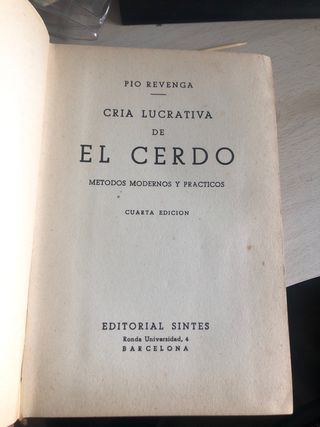 PIO REVENGA
CRIA LUCRATIVA
DE
EL CERDO
METODOS MODERNOS Y PRACTICOS
CUARTA EDICION
EDITORIAL SINTES
Ronda Universidad, 4
BARCELONA